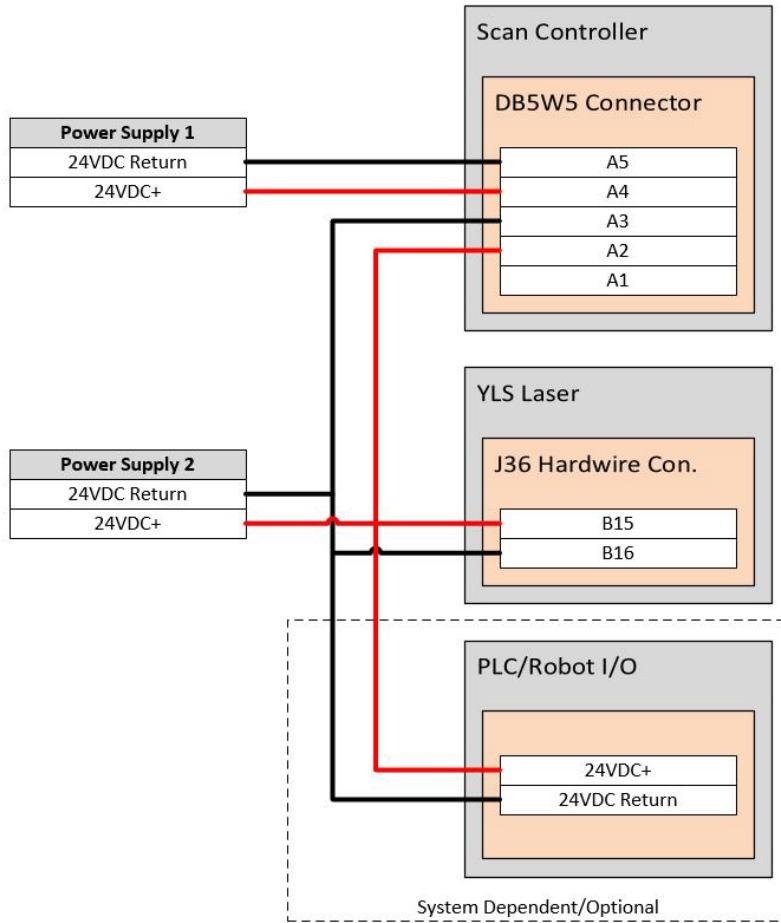 Scan Controller
DB5W5 Connector
Power Supply 1
24VDC Return
24VDC+
A5
A4
A3
A2
A1
YLS Laser
J36 Hardwire Con.
Power Supply 2
24VDC Return
24VDC+
B15
B16
PLC/Robot I/O
24VDC+
24VDC Return
System Dependent/Optional